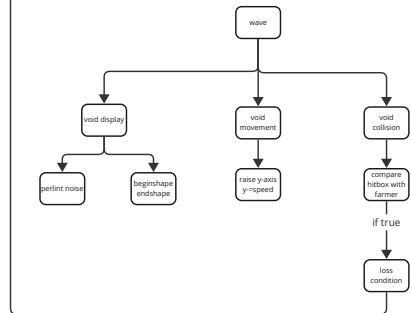 wave
void display
void
movement
void
collision
perlint noise
beginshape
endshape
raise y-axis
y-=speed
compare
hitbox with
farmer
if true
loss
condition